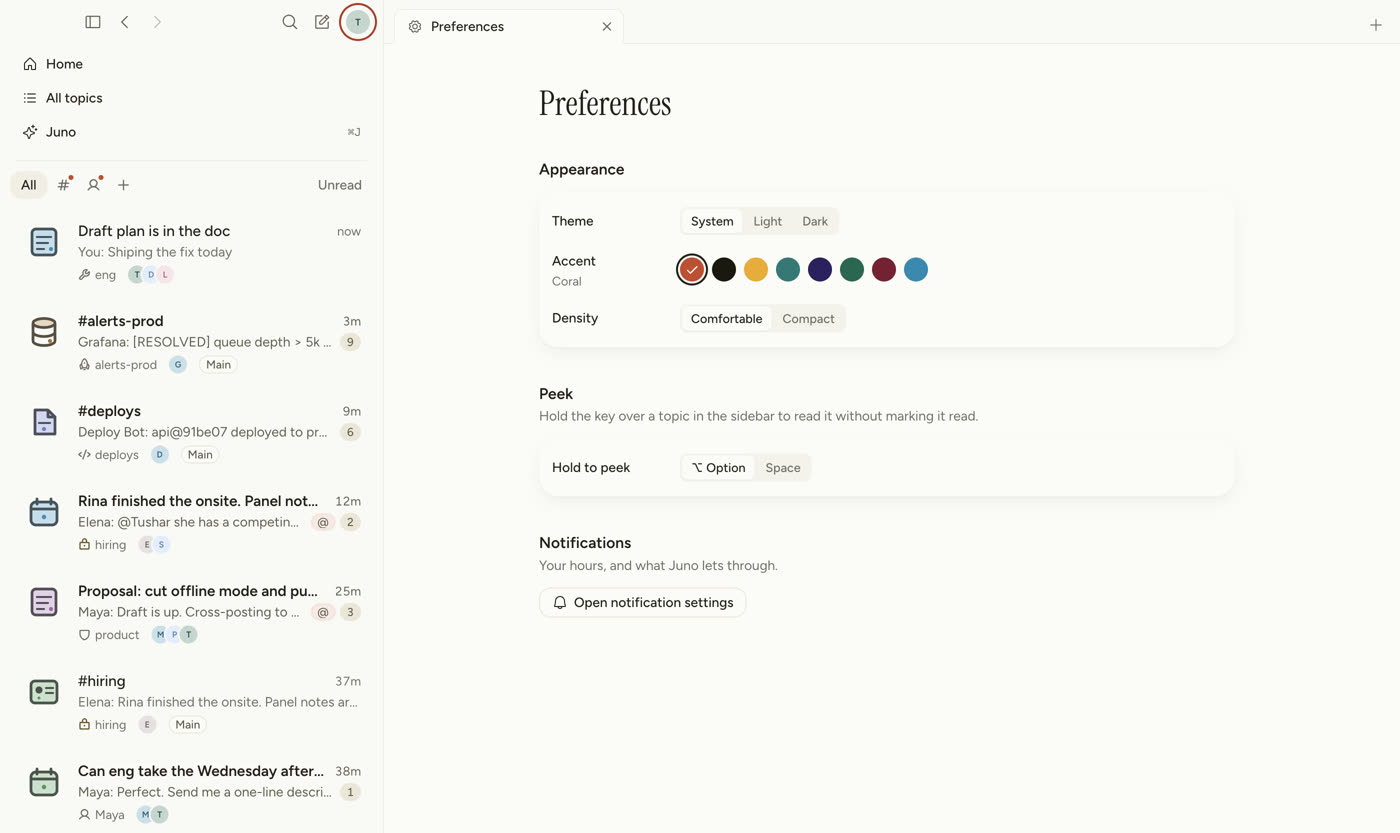 T
Preferences
Home
All topics
Juno ⌘J
All # Unread
Draft plan is in the doc now
You: Shiping the fix today
eng T D L
#alerts-prod 3m
Grafana: [RESOLVED] queue depth > 5k ... 9
alerts-prod G Main
#deploys 9m
Deploy Bot: api@91be07 deployed to pr... 6
deploys D Main
Rina finished the onsite. Panel not... 12m
Elena: @Tushar she has a competin... @ 2
hiring E S
Proposal: cut offline mode and pu... 25m
Maya: Draft is up. Cross-posting to ... @ 3
product M P T
#hiring 37m
Elena: Rina finished the onsite. Panel notes ar...
hiring E Main
Can eng take the Wednesday after... 38m
Maya: Perfect. Send me a one-line descri... 1
Maya M T
Preferences
Appearance
Theme System Light Dark
Accent
Coral
Density Comfortable Compact
Peek
Hold the key over a topic in the sidebar to read it without marking it read.
Hold to peek ⌥ Option Space
Notifications
Your hours, and what Juno lets through.
Open notification settings